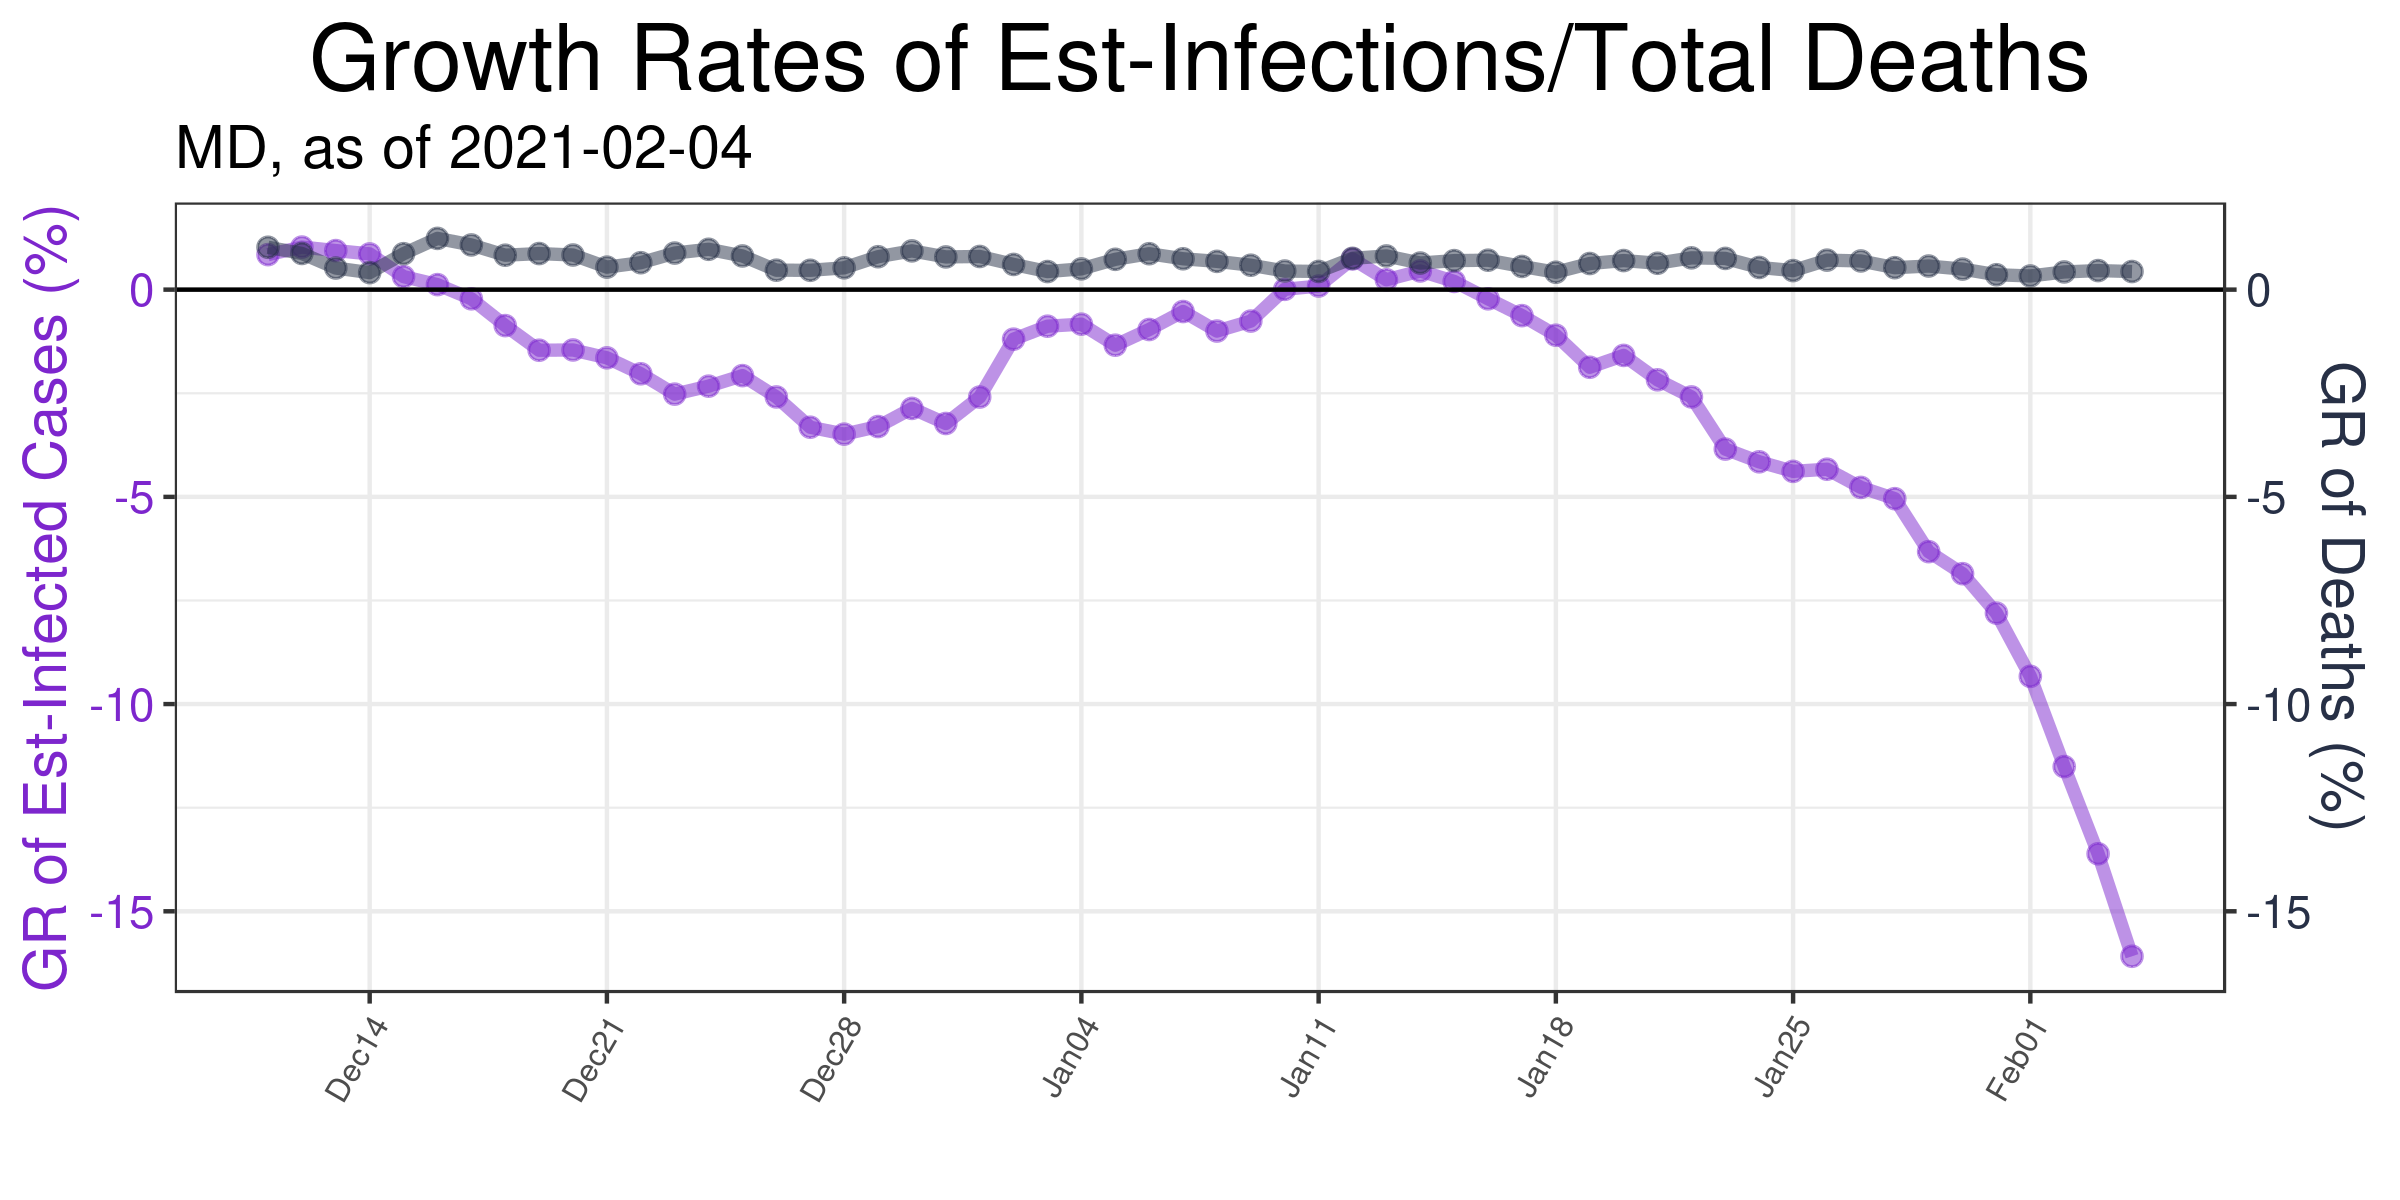 Growth Rates of Est-Infections/Total Deaths
MD, as of 2021-02-04
GR of Est-Infected Cases (%)
0
-5
-10
-15
0
-5
-10
-15
GR of Deaths (%)
Dec14
Dec21
Dec28
Jan04
Jan11
Jan18
Jan25
Feb01